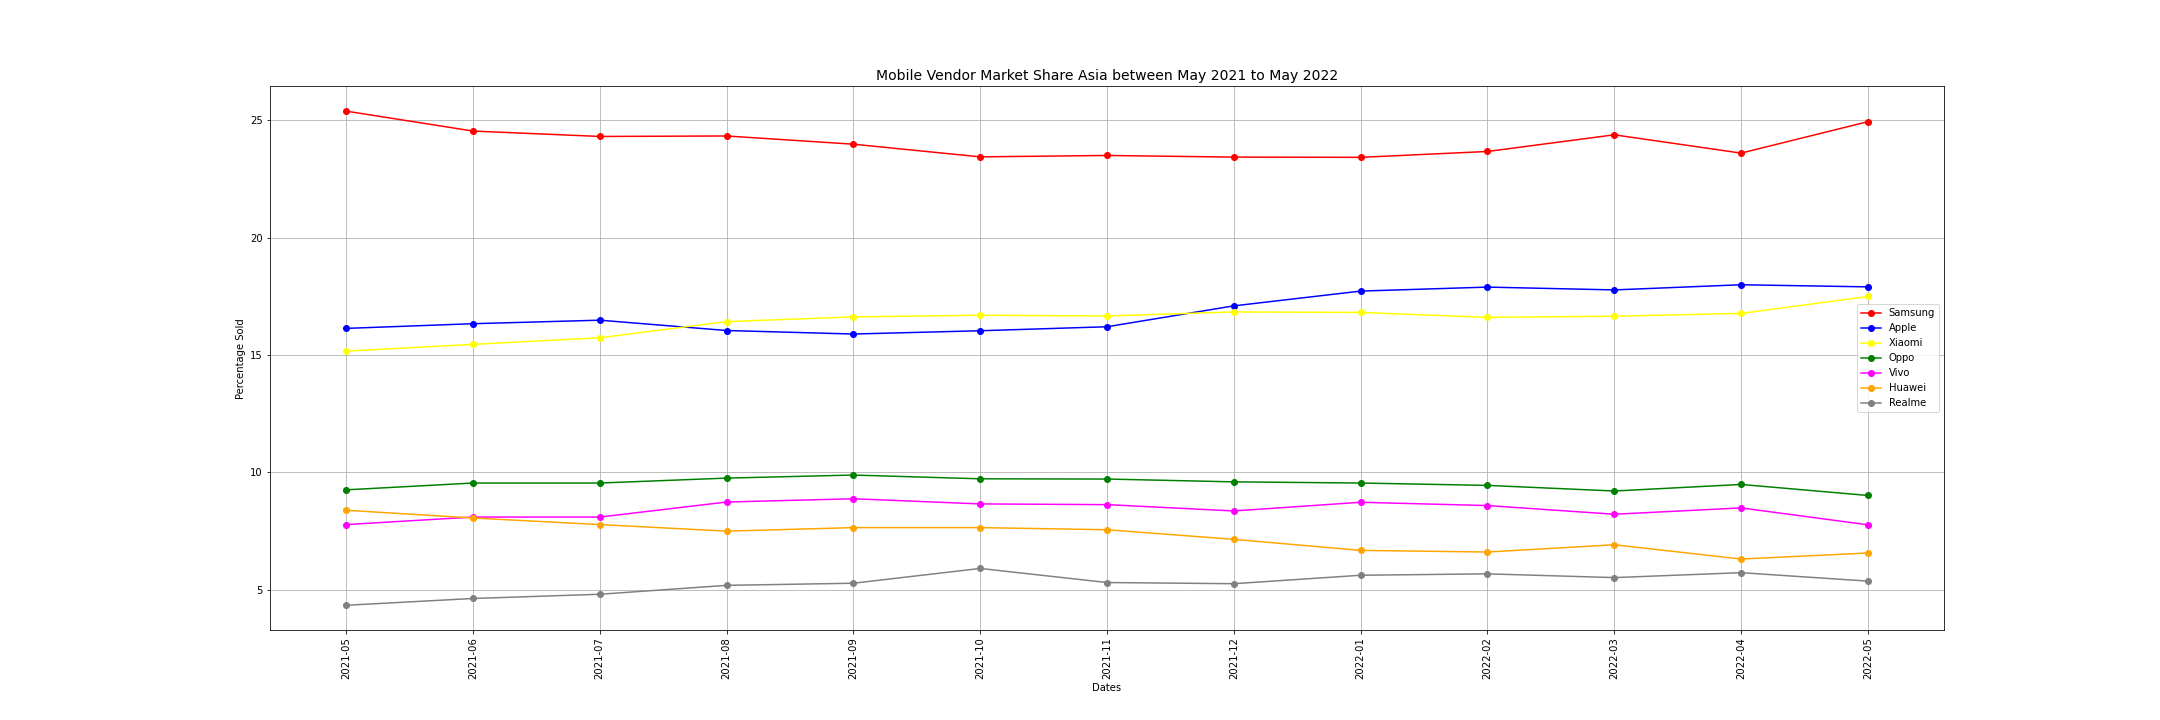 Mobile Vendor Market Share Asia between May 2021 to May 2022
25
20
15
10
5
Percentage Sold
Samsung
Apple
Xiaomi
Oppo
Vivo
Huawei
Realme
2021-05
2021-06
2021-07
2021-08
2021-09
2021-10
2021-11
2021-12
2022-01
2022-02
2022-03
2022-04
2022-05
Dates